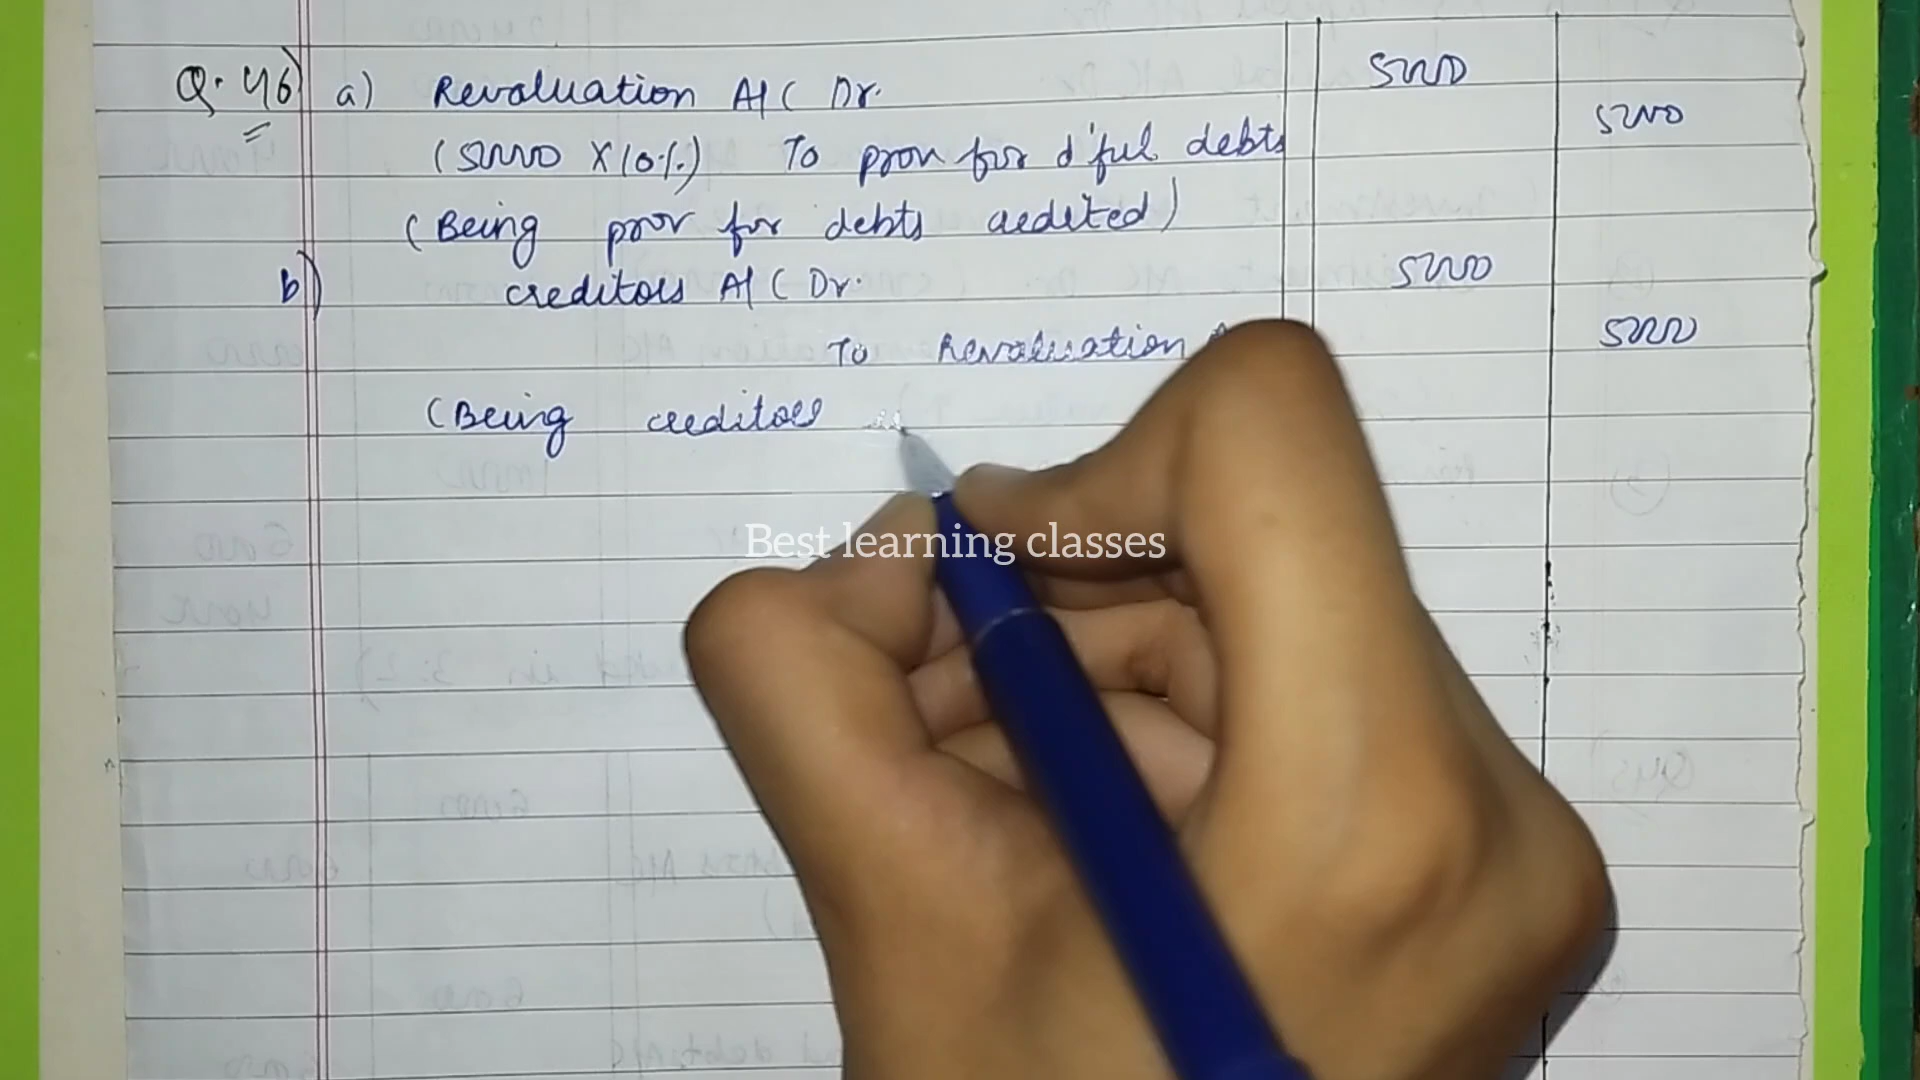 Q.46) a) Revaluation A/C Dr. 5000
(50000 X 10%) To prov for d'ful debts 5000
(Being prov for debts credited)
b) creditors A/C Dr. 5000
To Revaluation 5000
(Being creditors
Best learning classes